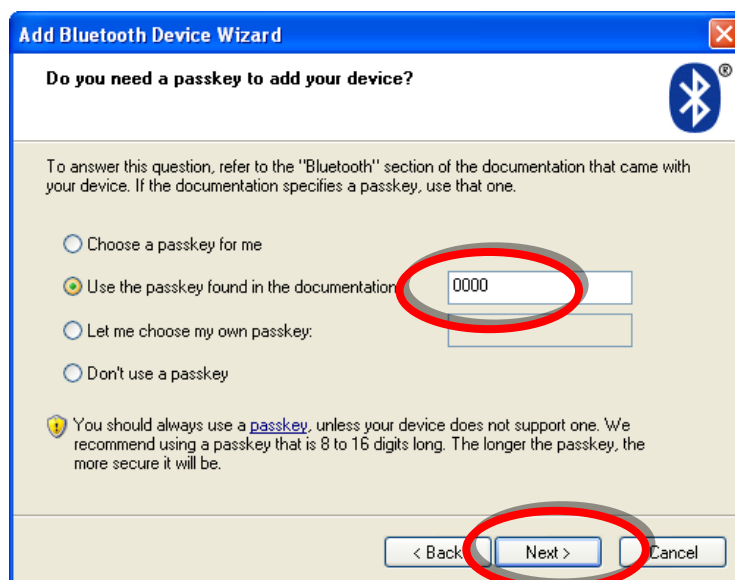 Add Bluetooth Device Wizard
Do you need a passkey to add your device?
®
To answer this question, refer to the "Bluetooth" section of the documentation that came with
your device. If the documentation specifies a passkey, use that one.
Choose a passkey for me
Use the passkey found in the documentation 0000
Let me choose my own passkey:
Don't use a passkey
You should always use a passkey, unless your device does not support one. We
recommend using a passkey that is 8 to 16 digits long. The longer the passkey, the
more secure it will be.
< Back Next > Cancel